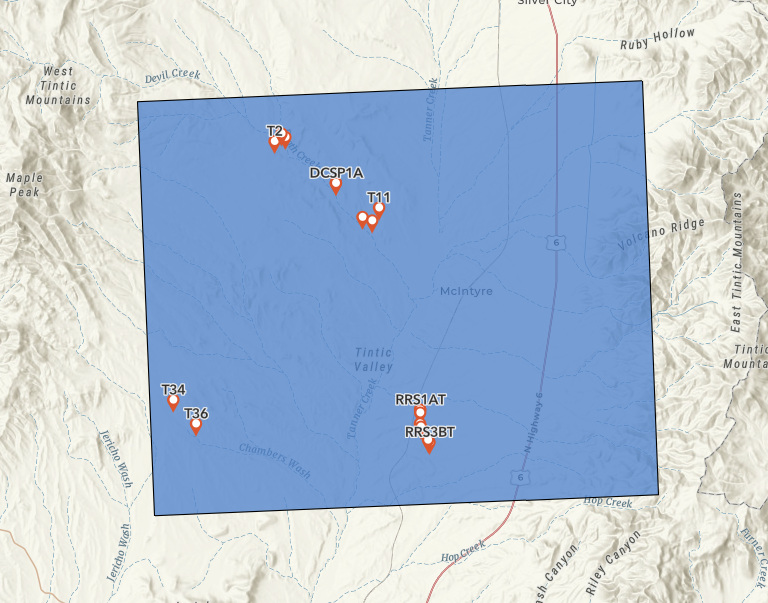 Silver City
Ruby Hollow
West
Tintic
Mountains
Devil Creek
Tanner Creek
T2
Creek
DCSP1A
Maple
Peak
T11
Volcano Ridge
6
East Tintic Mountains
McIntyre
Tintic
Valley
Tintic
T34
T36
RRS1AT
RRS3BT
Tanner Creek
N Highway 6
Jericho Wash
Chambers Wash
6
Hop Creek
Jericho Wash
Hop Creek
Riley Canyon
Canyon
Furner Creek